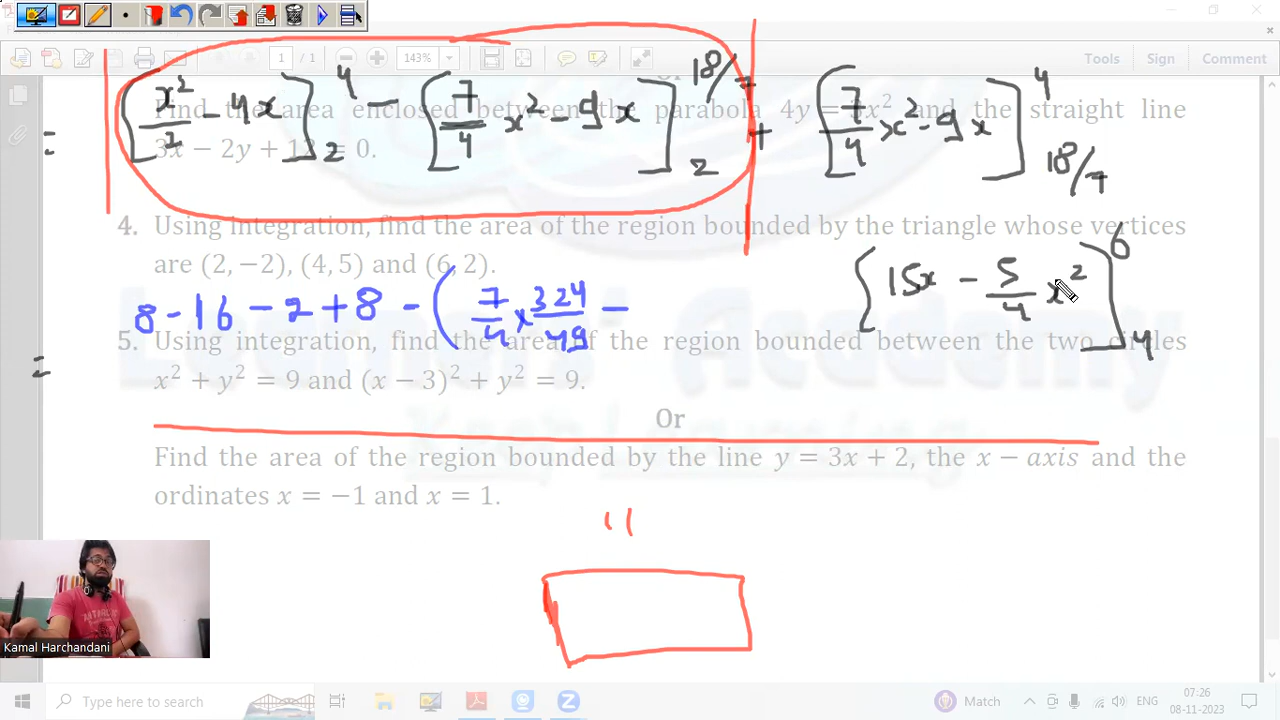 1 / 1
143%
Tools
Sign In
= [x²/2 - 4x]₂⁴ - [7/4 x² - 9x]₂^18/7 + [7/4 x² - 9x]_18/7^4
Find the area enclosed between the parabola 4y = 3x² and the straight line
3x − 2y + 12 = 0.
4. Using integration, find the area of the region bounded by the triangle whose vertices
are (2, −2), (4, 5) and (6, 2).
[15x - 5/4 x²]₄⁶
= 8 - 16 - 2 + 8 - (7/4 × 324/49 -
5. Using integration, find the area of the region bounded between the two circles
x² + y² = 9 and (x − 3)² + y² = 9.
Or
Find the area of the region bounded by the line y = 3x + 2, the x − axis and the
ordinates x = −1 and x = 1.
Kamal Harchandani
Type here to search
Match
ENG
07:26
08-11-2023